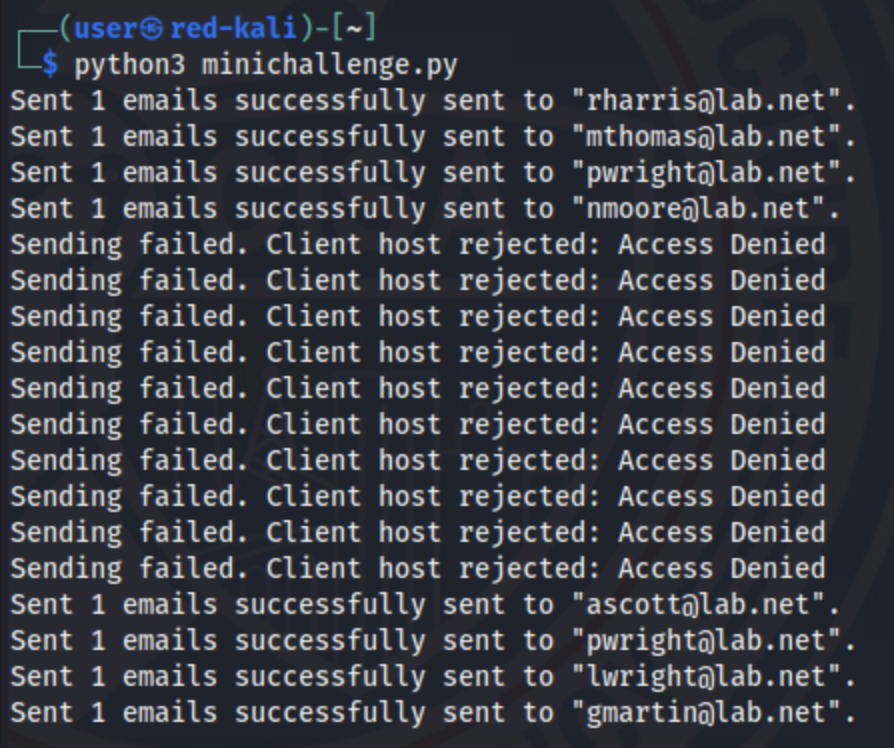 (user㉿red-kali)-[~]
$ python3 minichallenge.py
Sent 1 emails successfully sent to "rharris@lab.net".
Sent 1 emails successfully sent to "mthomas@lab.net".
Sent 1 emails successfully sent to "pwright@lab.net".
Sent 1 emails successfully sent to "nmoore@lab.net".
Sending failed. Client host rejected: Access Denied
Sending failed. Client host rejected: Access Denied
Sending failed. Client host rejected: Access Denied
Sending failed. Client host rejected: Access Denied
Sending failed. Client host rejected: Access Denied
Sending failed. Client host rejected: Access Denied
Sending failed. Client host rejected: Access Denied
Sending failed. Client host rejected: Access Denied
Sending failed. Client host rejected: Access Denied
Sending failed. Client host rejected: Access Denied
Sent 1 emails successfully sent to "ascott@lab.net".
Sent 1 emails successfully sent to "pwright@lab.net".
Sent 1 emails successfully sent to "lwright@lab.net".
Sent 1 emails successfully sent to "gmartin@lab.net".